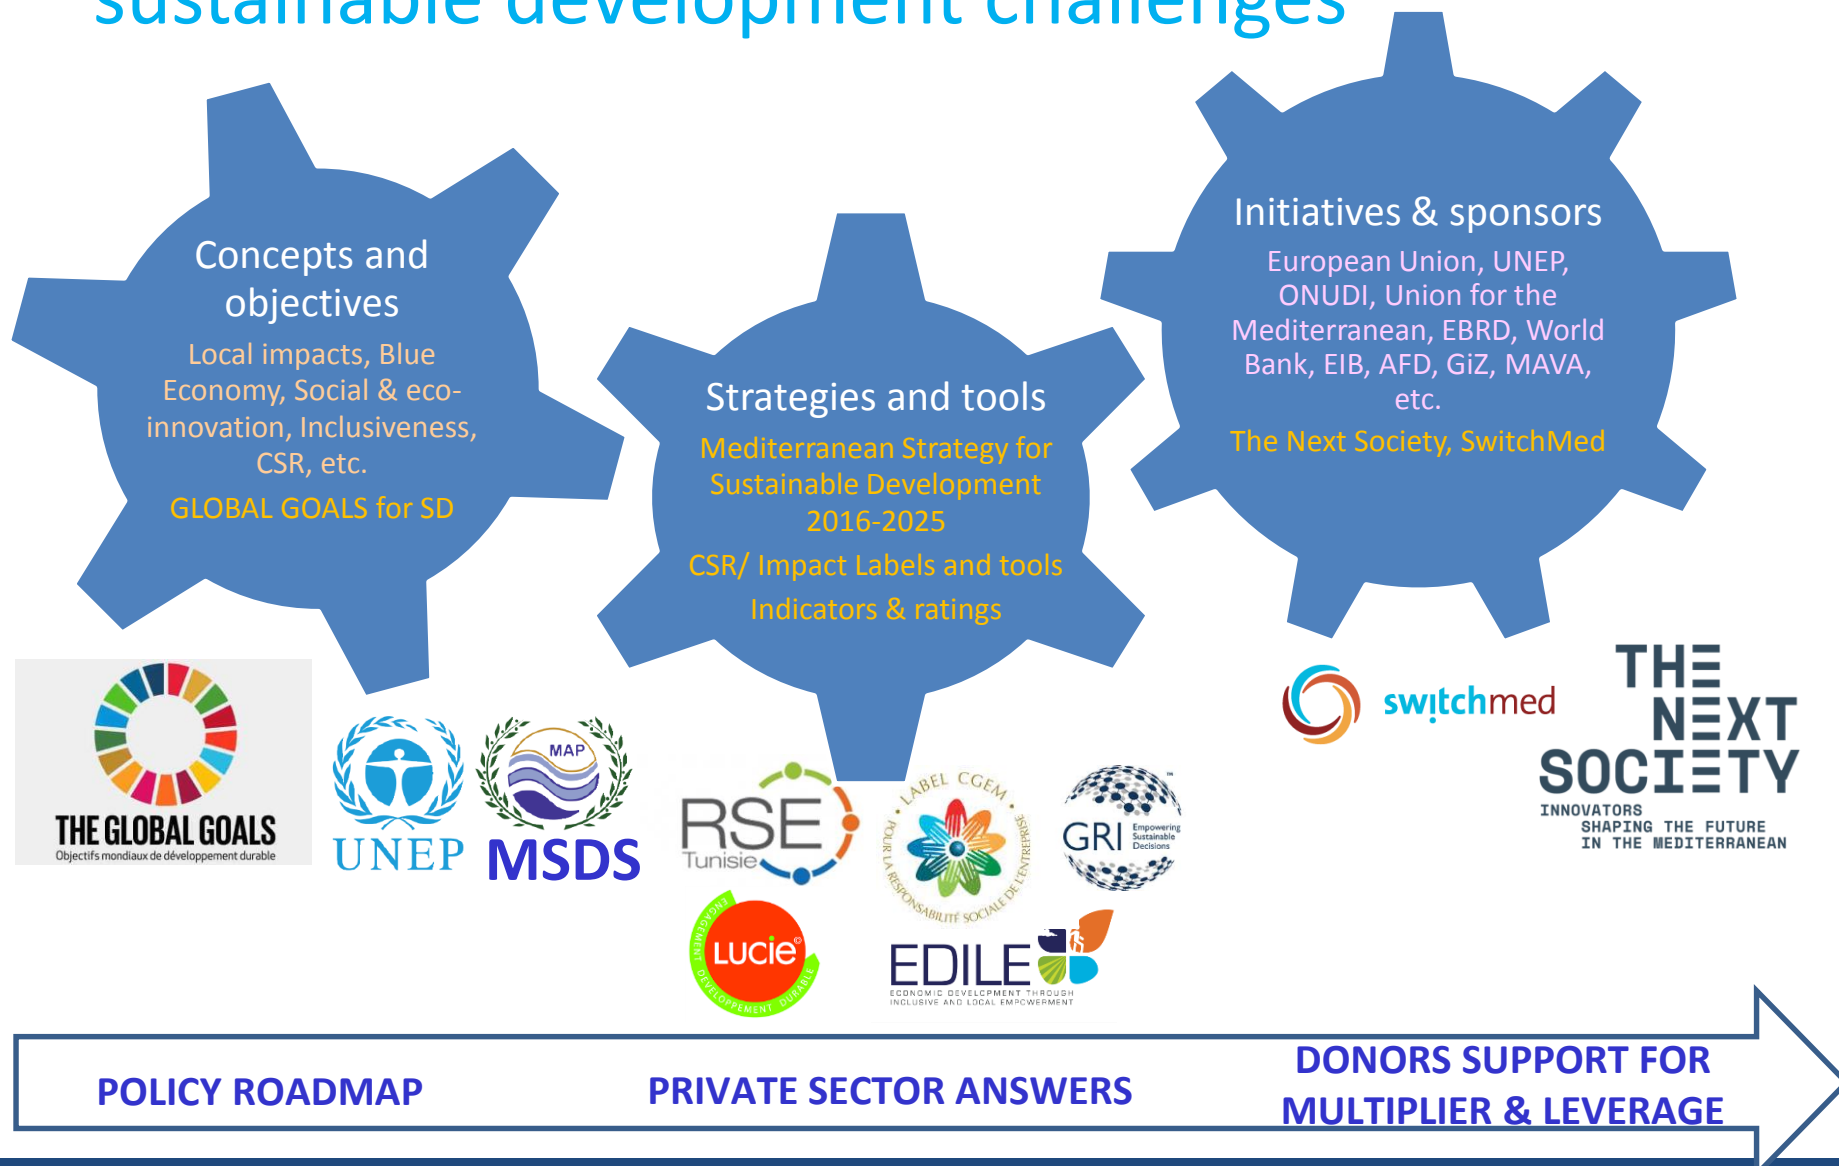 sustainable development challenges
Concepts and
objectives
Local impacts, Blue
Economy, Social & eco-
innovation, Inclusiveness,
CSR, etc.
GLOBAL GOALS for SD
Strategies and tools
Mediterranean Strategy for
Sustainable Development
2016-2025
CSR/ Impact Labels and tools
Indicators & ratings
Initiatives & sponsors
European Union, UNEP,
ONUDI, Union for the
Mediterranean, EBRD, World
Bank, EIB, AFD, GiZ, MAVA,
etc.
The Next Society, SwitchMed
THE GLOBAL GOALS
Objectifs mondiaux de développement durable
UNEP
MAP
MSDS
RSE
Tunisie
LABEL CGEM
POUR LA RESPONSABILITÉ SOCIALE DE L'ENTREPRISE
GRI
Empowering
Sustainable
Decisions
LUCIE
ENGAGEMENT DEVELOPPEMENT DURABLE
EDILE
ECONOMIC DEVELOPMENT THROUGH
INCLUSIVE AND LOCAL EMPOWERMENT
switchmed
THE
NEXT
SOCIETY
INNOVATORS
SHAPING THE FUTURE
IN THE MEDITERRANEAN
POLICY ROADMAP
PRIVATE SECTOR ANSWERS
DONORS SUPPORT FOR
MULTIPLIER & LEVERAGE